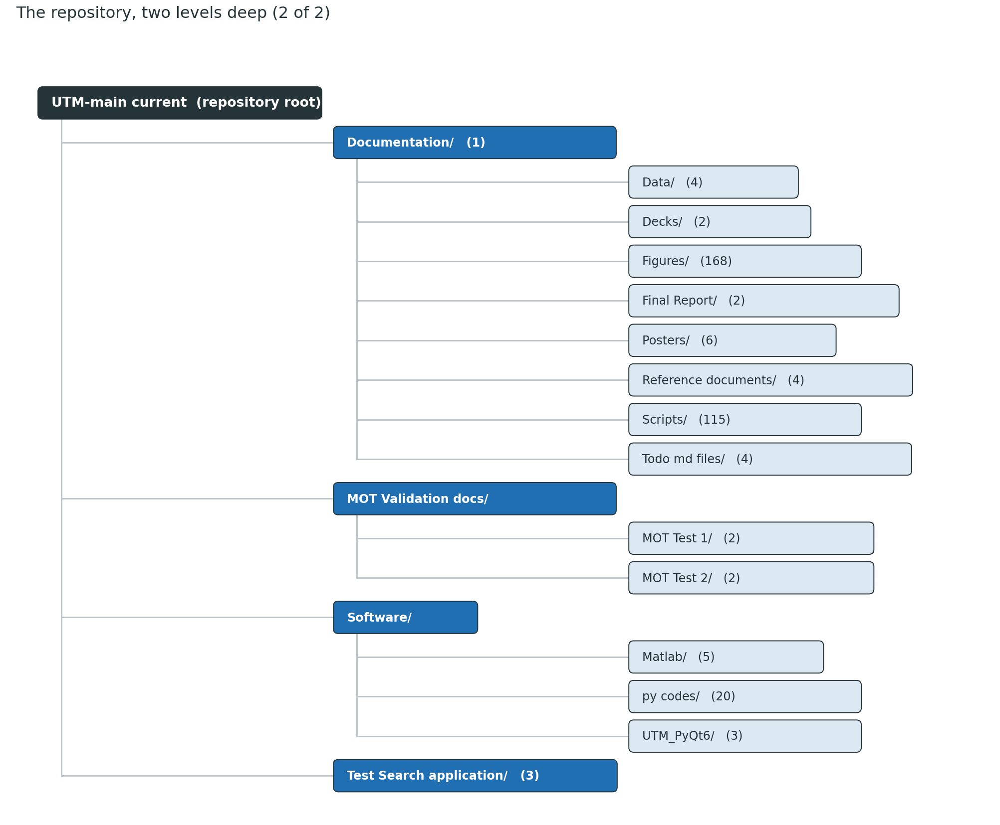 The repository, two levels deep (2 of 2)
UTM-main current  (repository root)
Documentation/   (1)
Data/   (4)
Decks/   (2)
Figures/   (168)
Final Report/   (2)
Posters/   (6)
Reference documents/   (4)
Scripts/   (115)
Todo md files/   (4)
MOT Validation docs/
MOT Test 1/   (2)
MOT Test 2/   (2)
Software/
Matlab/   (5)
py codes/   (20)
UTM_PyQt6/   (3)
Test Search application/   (3)